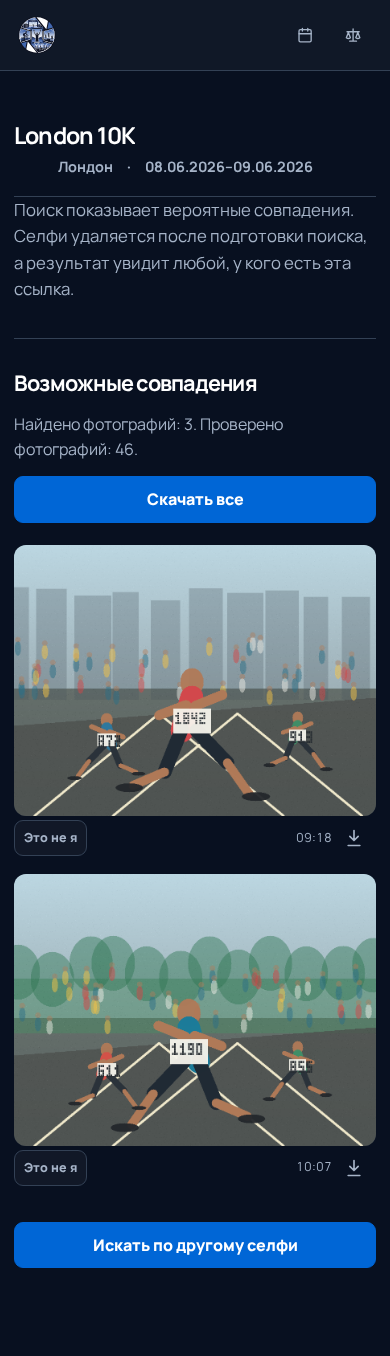 London 10K
Лондон · 08.06.2026–09.06.2026
Поиск показывает вероятные совпадения.
Селфи удаляется после подготовки поиска,
а результат увидит любой, у кого есть эта
ссылка.
Возможные совпадения
Найдено фотографий: 3. Проверено
фотографий: 46.
Скачать все
1842
Это не я
09:18
1190
Это не я
10:07
Искать по другому селфи